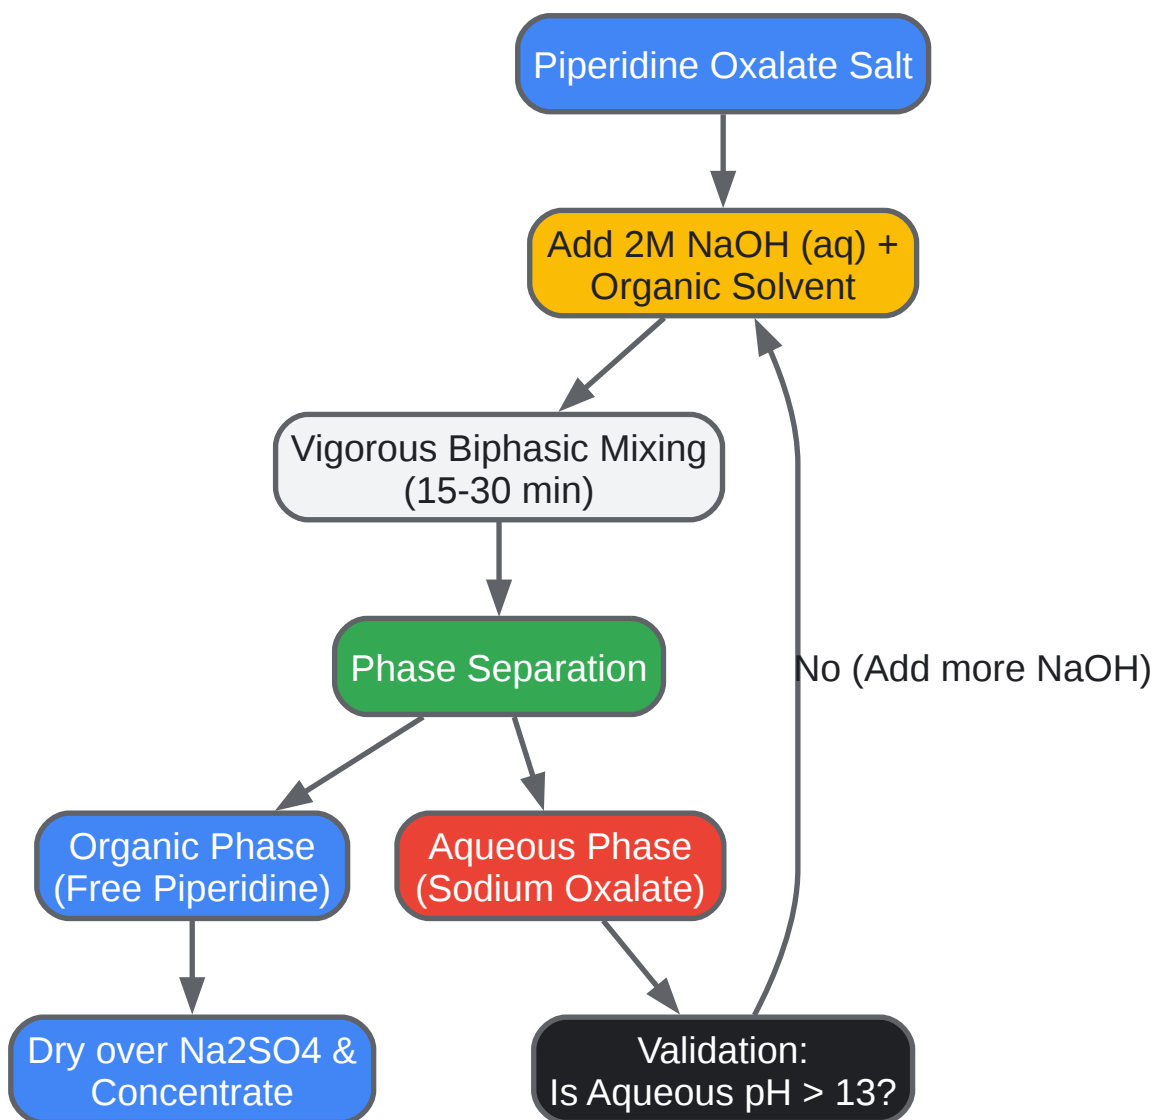 Piperidine Oxalate Salt
Add 2M NaOH (aq) +
Organic Solvent
Vigorous Biphasic Mixing
(15-30 min)
Phase Separation
No (Add more NaOH)
Organic Phase
(Free Piperidine)
Aqueous Phase
(Sodium Oxalate)
Dry over Na2SO4 &
Concentrate
Validation:
Is Aqueous pH > 13?